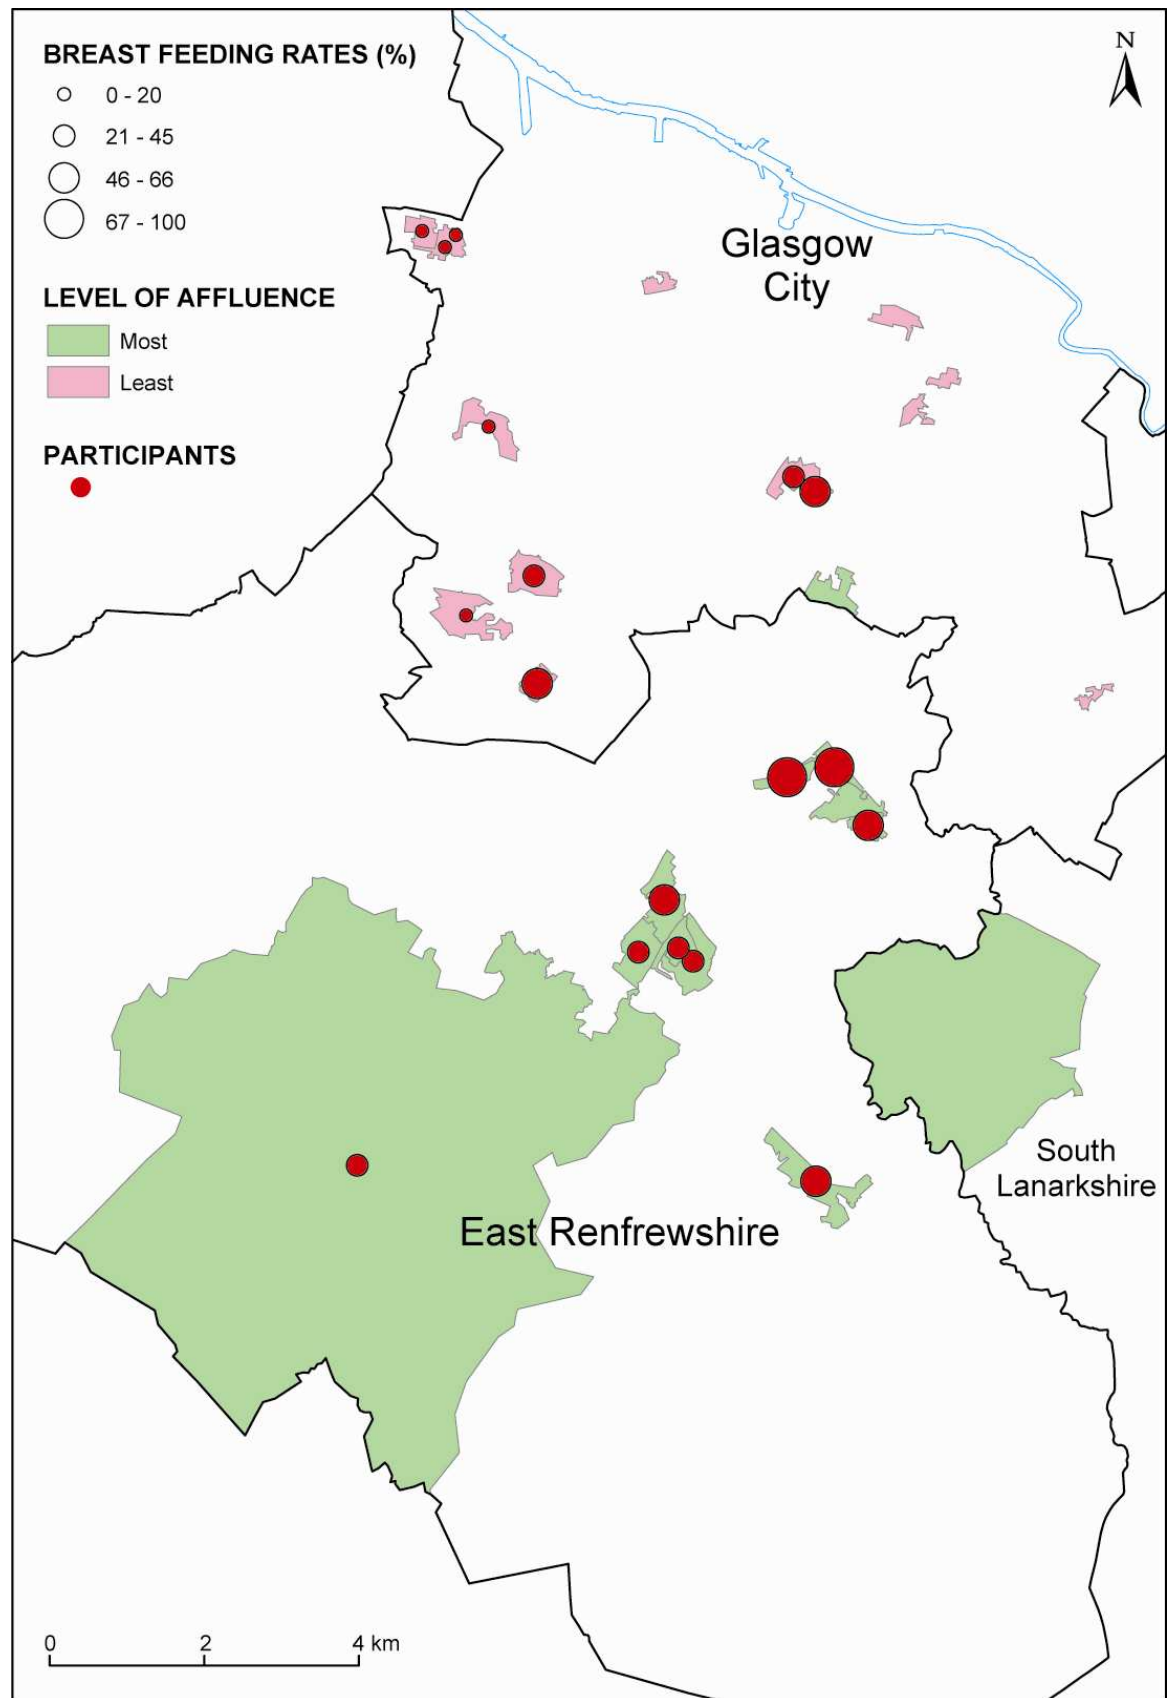 BREAST FEEDING RATES (%)
0 - 20
21 - 45
46 - 66
67 - 100
LEVEL OF AFFLUENCE
Most
Least
PARTICIPANTS
N
Glasgow
City
South
Lanarkshire
East Renfrewshire
0 2 4 km